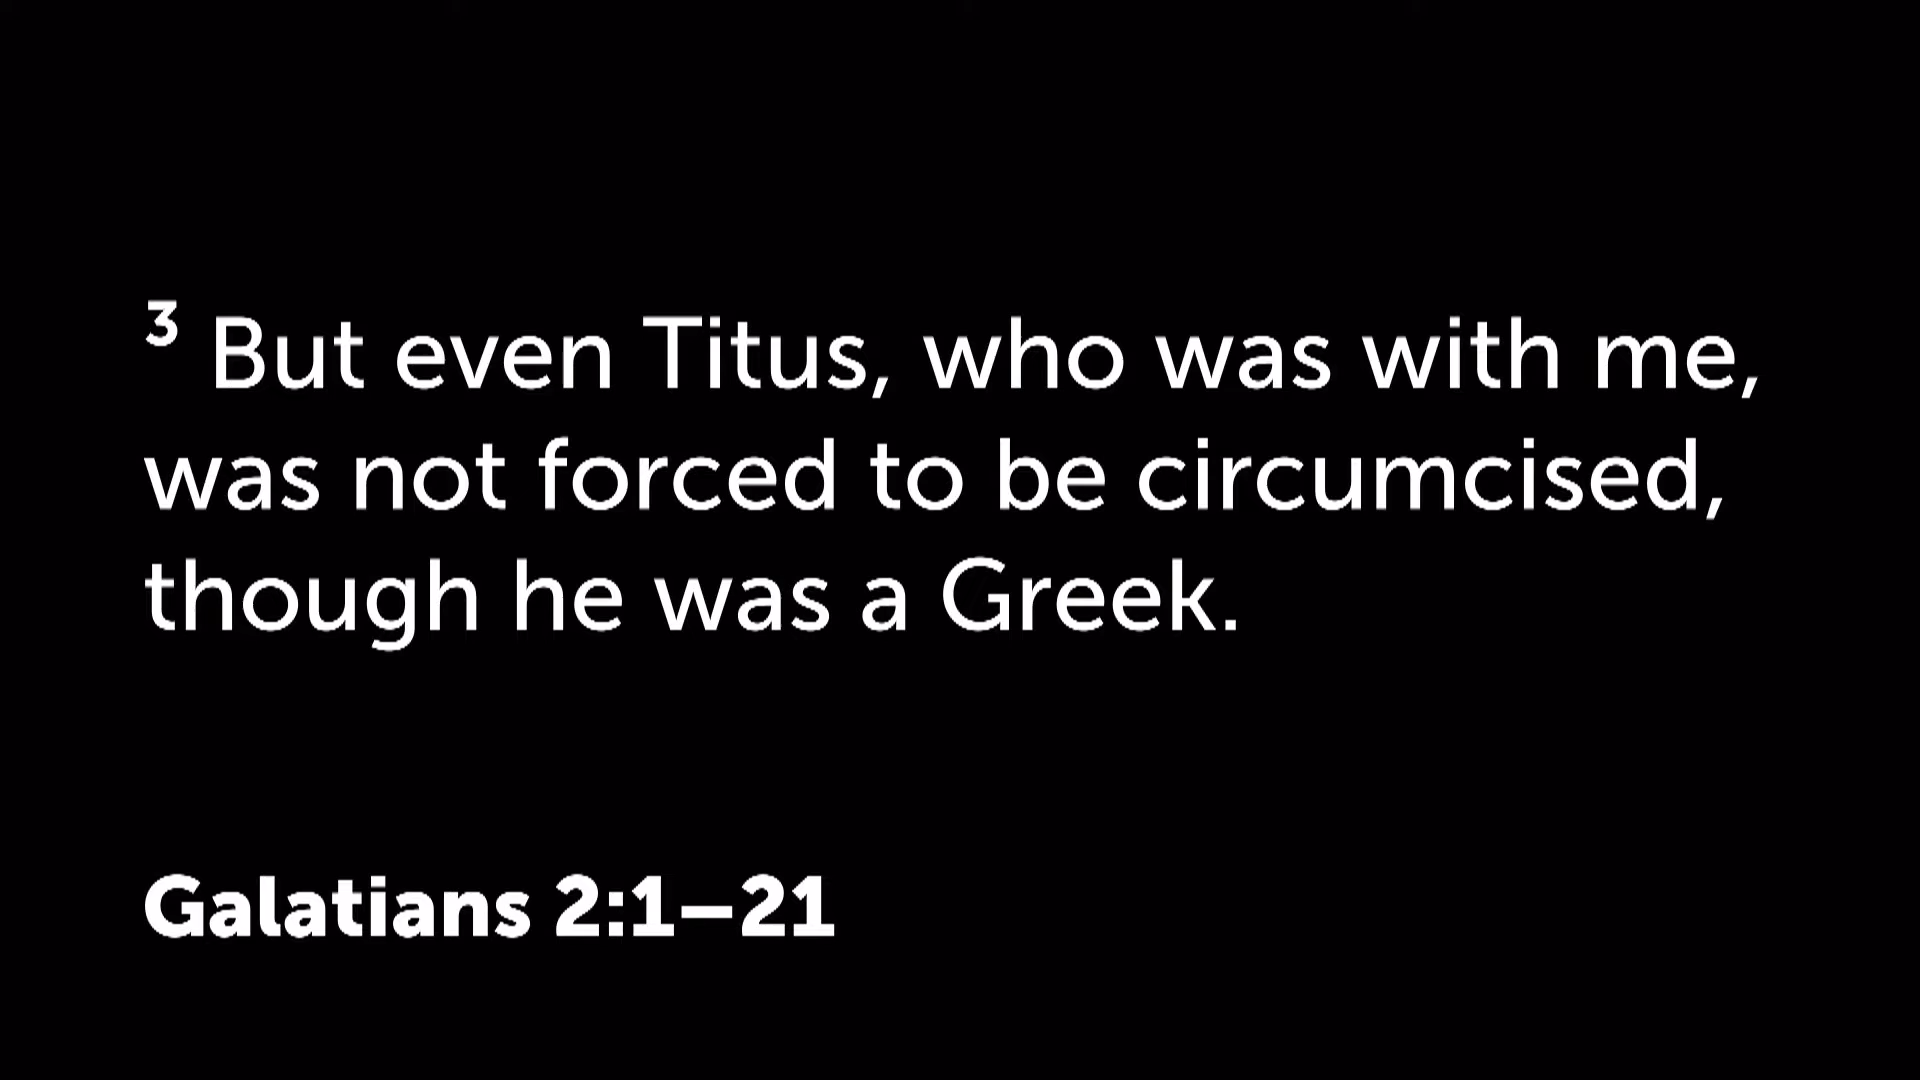 ³ But even Titus, who was with me,
was not forced to be circumcised,
though he was a Greek.
Galatians 2:1–21